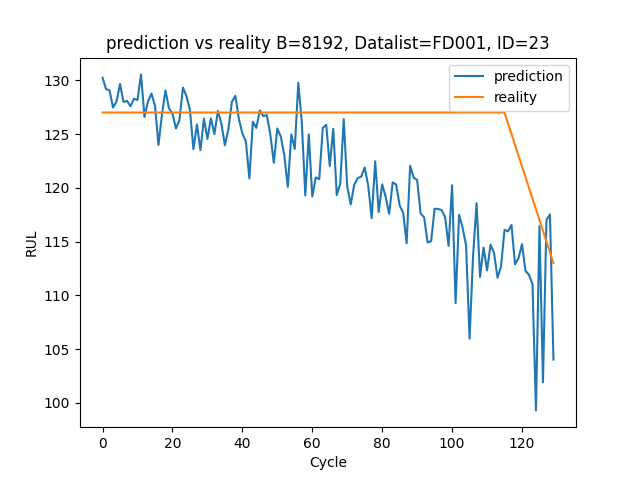 prediction vs reality B=8192, Datalist=FD001, ID=23
prediction
reality
RUL
130
125
120
115
110
105
100
0 20 40 60 80 100 120
Cycle